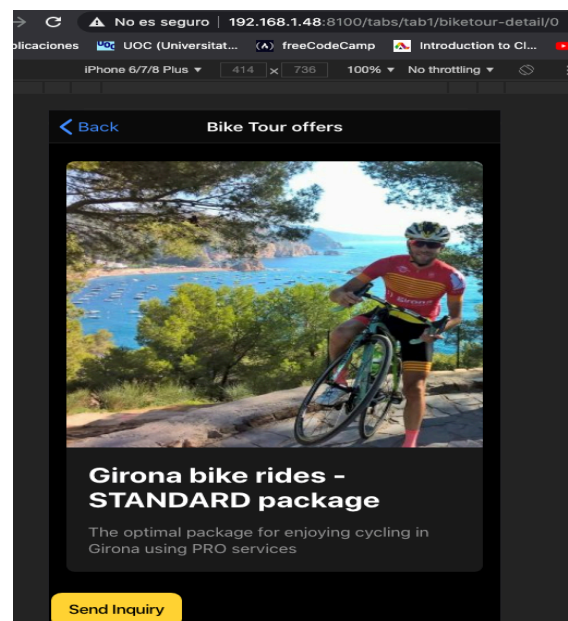 No es seguro | 192.168.1.48:8100/tabs/tab1/biketour-detail/0
plicaciones UOC (Universitat... freeCodeCamp Introduction to Cl...
iPhone 6/7/8 Plus ▼ 414 x 736 100% ▼ No throttling ▼
Back Bike Tour offers
Girona bike rides -
STANDARD package
The optimal package for enjoying cycling in
Girona using PRO services
Send Inquiry